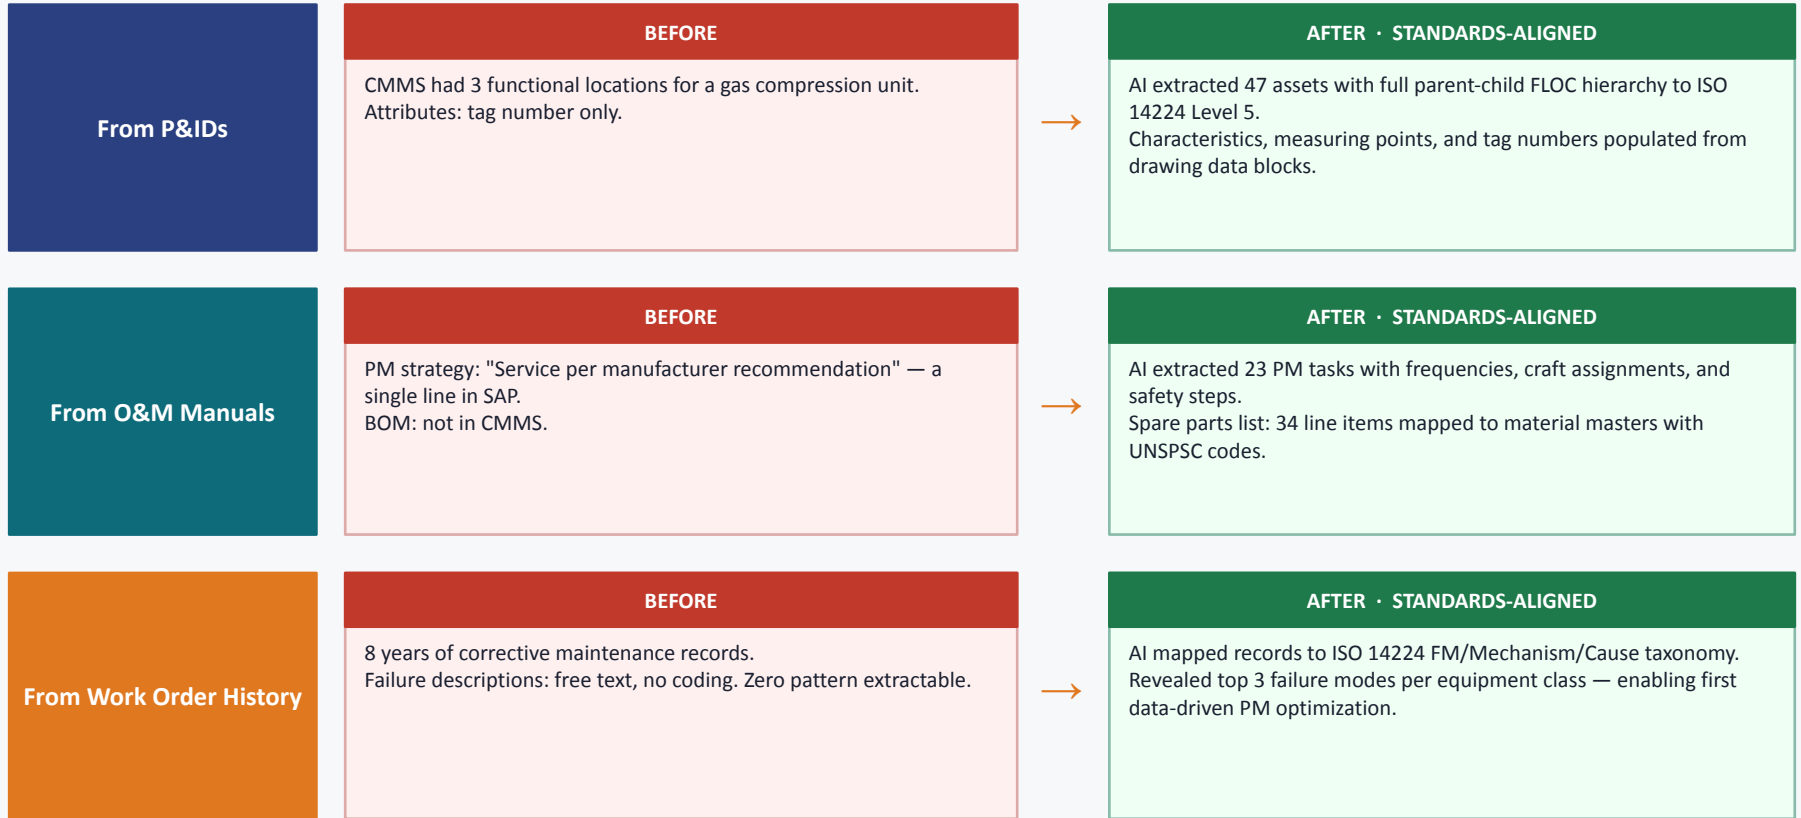 From P&IDs
BEFORE
CMMS had 3 functional locations for a gas compression unit.
Attributes: tag number only.
→
AFTER · STANDARDS-ALIGNED
AI extracted 47 assets with full parent-child FLOC hierarchy to ISO
14224 Level 5.
Characteristics, measuring points, and tag numbers populated from
drawing data blocks.
From O&M Manuals
BEFORE
PM strategy: "Service per manufacturer recommendation" — a
single line in SAP.
BOM: not in CMMS.
→
AFTER · STANDARDS-ALIGNED
AI extracted 23 PM tasks with frequencies, craft assignments, and
safety steps.
Spare parts list: 34 line items mapped to material masters with
UNSPSC codes.
From Work Order History
BEFORE
8 years of corrective maintenance records.
Failure descriptions: free text, no coding. Zero pattern extractable.
→
AFTER · STANDARDS-ALIGNED
AI mapped records to ISO 14224 FM/Mechanism/Cause taxonomy.
Revealed top 3 failure modes per equipment class — enabling first
data-driven PM optimization.